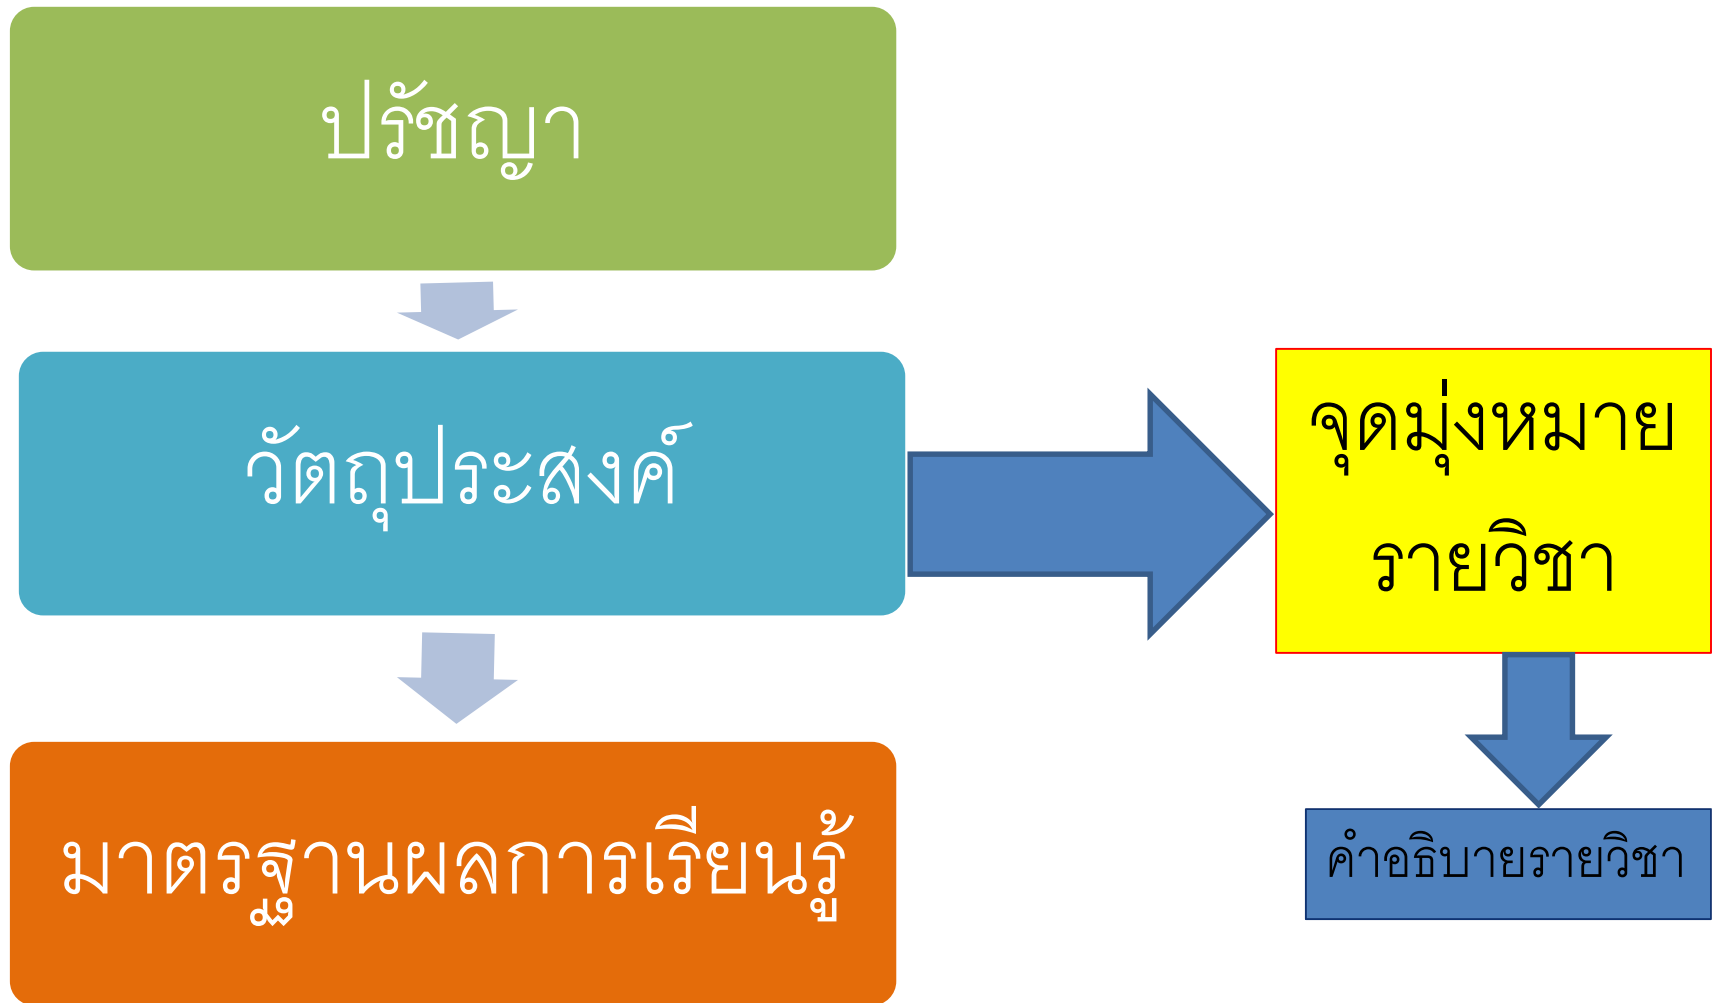 ปรัชญา
วัตถุประสงค์
มาตรฐานผลการเรียนรู้
จุดมุ่งหมาย
รายวิชา
คำอธิบายรายวิชา